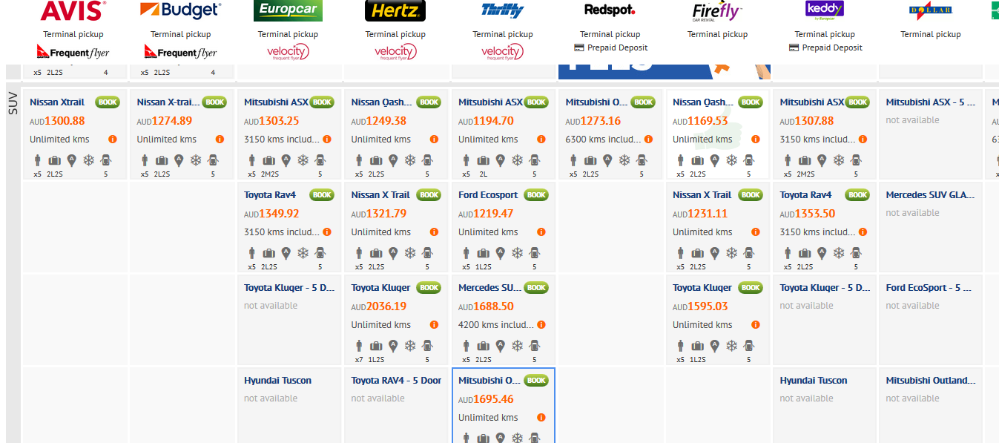 AVIS Budget Europcar Hertz Thrifty Redspot. Firefly keddy DOLLAR
CAR RENTAL by Europcar
Terminal pickup Terminal pickup Terminal pickup Terminal pickup Terminal pickup Terminal pickup Terminal pickup Terminal pickup Terminal pickup
Prepaid Deposit Prepaid Deposit
QANTAS Frequent flyer QANTAS Frequent flyer velocity frequent flyer velocity frequent flyer velocity frequent flyer
x5 2L2S 4 x5 2L2S 4
SUV
Nissan Xtrail BOOK Nissan X-trai... BOOK Mitsubishi ASX BOOK Nissan Qash... BOOK Mitsubishi ASX BOOK Mitsubishi O... BOOK Nissan Qash... BOOK Mitsubishi ASX BOOK Mitsubishi ASX - 5 ...
AUD1300.88 AUD1274.89 AUD1303.25 AUD1249.38 AUD1194.70 AUD1273.16 AUD1169.53 AUD1307.88 not available
Unlimited kms Unlimited kms 3150 kms includ... Unlimited kms Unlimited kms 6300 kms includ... Unlimited kms 3150 kms includ...
x5 2L2S 5 x5 2L2S 5 x5 2M2S 5 x5 2L2S 5 x5 2L 5 x5 2L2S 5 x5 2L2S 5 x5 2M2S 5
Toyota Rav4 BOOK Nissan X Trail BOOK Ford Ecosport BOOK Nissan X Trail BOOK Toyota Rav4 BOOK Mercedes SUV GLA...
AUD1349.92 AUD1321.79 AUD1219.47 AUD1231.11 AUD1353.50 not available
3150 kms includ... Unlimited kms Unlimited kms Unlimited kms 3150 kms includ...
x5 2L2S 5 x5 2L2S 5 x5 1L2S 5 x5 2L2S 5 x5 2L2S 5
Toyota Kluger - 5 D... Toyota Kluger BOOK Mercedes SU... BOOK Toyota Kluger BOOK Toyota Kluger - 5 D... Ford EcoSport - 5 ...
not available AUD2036.19 AUD1688.50 AUD1595.03 not available not available
Unlimited kms 4200 kms includ... Unlimited kms
x7 1L2S 5 x5 2L2S 5 x5 1L2S 5
Hyundai Tuscon Toyota RAV4 - 5 Door Mitsubishi O... BOOK Hyundai Tuscon Mitsubishi Outland...
not available not available AUD1695.46 not available not available
Unlimited kms